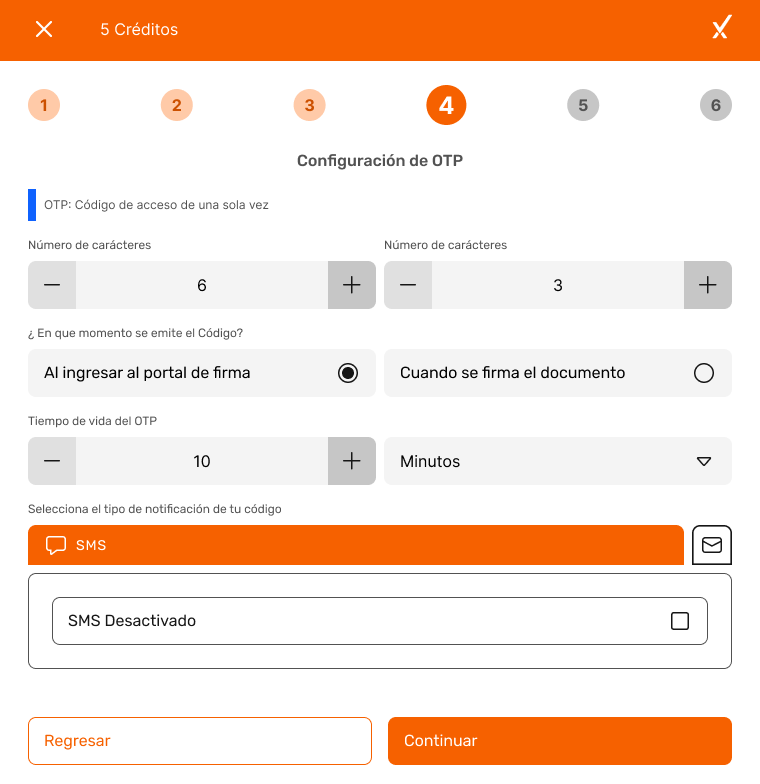 5 Créditos
1 2 3 4 5 6
Configuración de OTP
OTP: Código de acceso de una sola vez
Número de carácteres Número de carácteres
6 3
¿ En que momento se emite el Código?
Al ingresar al portal de firma Cuando se firma el documento
Tiempo de vida del OTP
10 Minutos
Selecciona el tipo de notificación de tu código
SMS
SMS Desactivado
Regresar Continuar